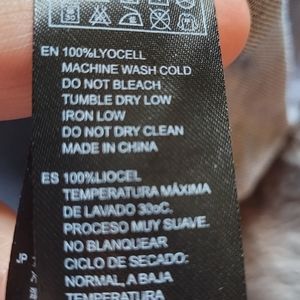 EN 100%LYOCELL
MACHINE WASH COLD
DO NOT BLEACH
TUMBLE DRY LOW
IRON LOW
DO NOT DRY CLEAN
MADE IN CHINA
ES 100%LIOCEL
TEMPERATURA MÁXIMA
DE LAVADO 30ºC.
PROCESO MUY SUAVE.
NO BLANQUEAR
CICLO DE SECADO:
NORMAL, A BAJA
TEMPERATURA
JP